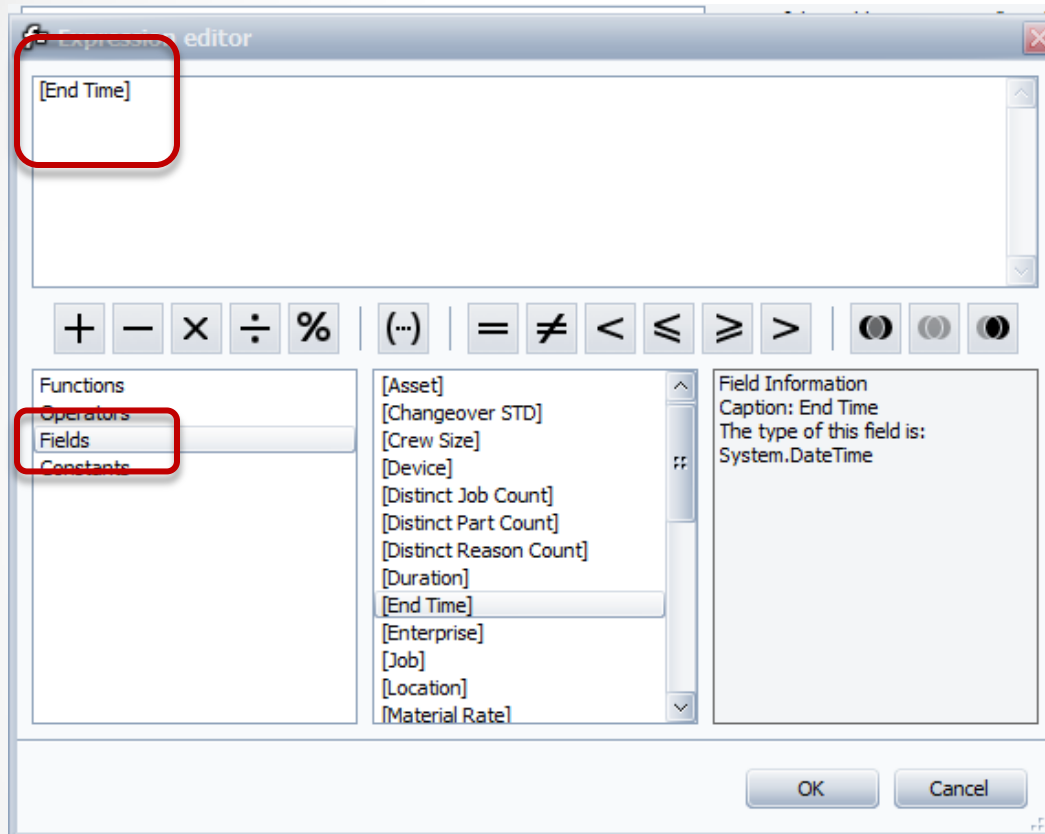 Expression editor
[End Time]
+ − × ÷ % (...) = ≠ < ≤ ≥ >
Functions
Operators
Fields
Constants
[Asset]
[Changeover STD]
[Crew Size]
[Device]
[Distinct Job Count]
[Distinct Part Count]
[Distinct Reason Count]
[Duration]
[End Time]
[Enterprise]
[Job]
[Location]
[Material Rate]
Field Information
Caption: End Time
The type of this field is:
System.DateTime
OK
Cancel